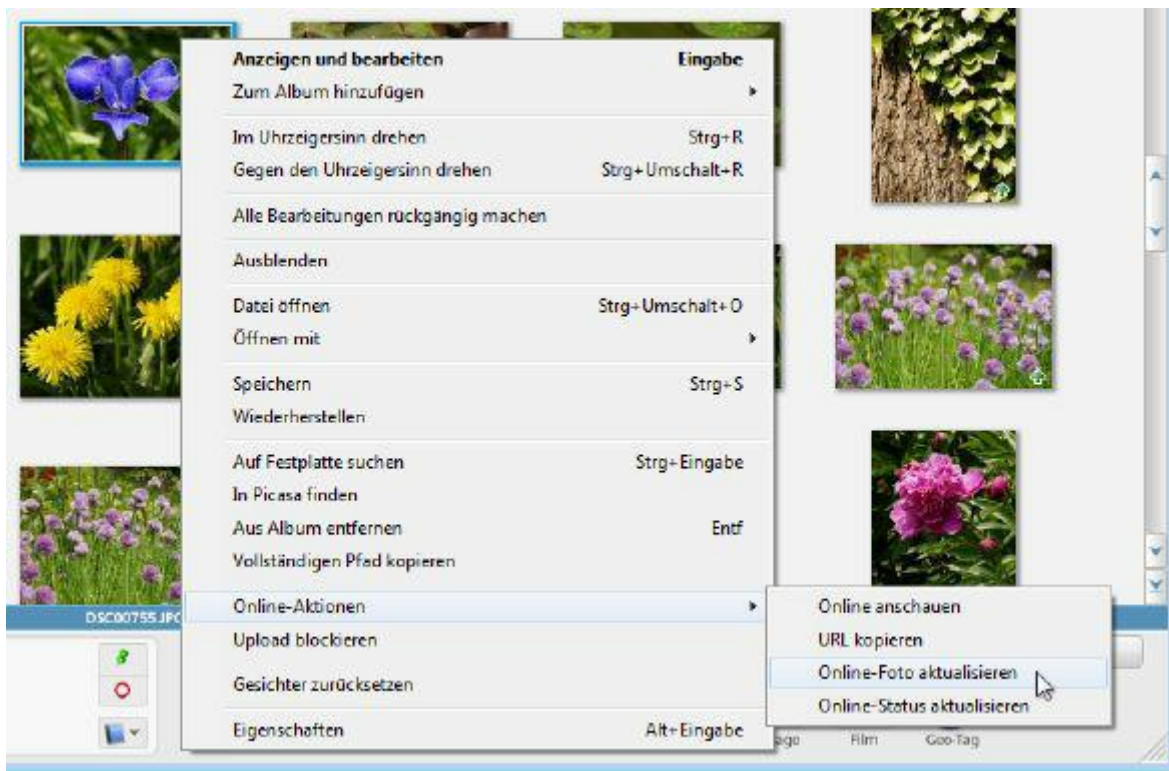 Anzeigen und bearbeiten Eingabe
Zum Album hinzufügen
Im Uhrzeigersinn drehen Strg+R
Gegen den Uhrzeigersinn drehen Strg+Umschalt+R
Alle Bearbeitungen rückgängig machen
Ausblenden
Datei öffnen Strg+Umschalt+O
Öffnen mit
Speichern Strg+S
Wiederherstellen
Auf Festplatte suchen Strg+Eingabe
In Picasa finden
Aus Album entfernen Entf
Vollständigen Pfad kopieren
Online-Aktionen
Upload blockieren
Gesichter zurücksetzen
Eigenschaften Alt+Eingabe
Online anschauen
URL kopieren
Online-Foto aktualisieren
Online-Status aktualisieren
DSC00755.JPG
Film Geo-Tag